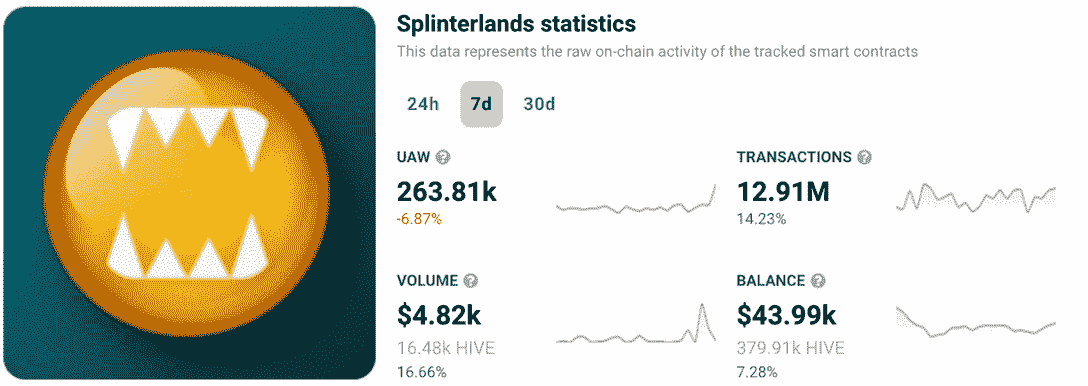 Splinterlands statistics
This data represents the raw on-chain activity of the tracked smart contracts
24h 7d 30d
UAW ?
263.81k
-6.87%
TRANSACTIONS ?
12.91M
14.23%
VOLUME ?
$4.82k
16.48k HIVE
16.66%
BALANCE ?
$43.99k
379.91k HIVE
7.28%